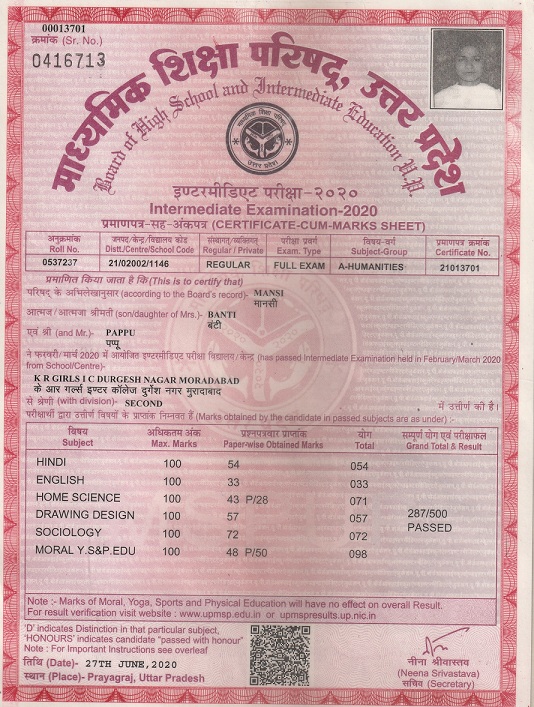 00013701
क्रमांक (Sr. No.)
0416713
माध्यमिक शिक्षा परिषद्, उत्तर प्रदेश
Board of High School and Intermediate Education U.P.
माध्यमिक शिक्षा परिषद
उत्तर प्रदेश
इण्टरमीडिएट परीक्षा-२०२०
Intermediate Examination-2020
प्रमाणपत्र-सह-अंकपत्र (CERTIFICATE-CUM-MARKS SHEET)
अनुक्रमांक जनपद/केन्द्र/विद्यालय कोड संस्थागत/व्यक्तिगत परीक्षा प्रवर्ग विषय-वर्ग प्रमाणपत्र क्रमांक
Roll No. Distt./Centre/School Code Regular / Private Exam. Type Subject-Group Certificate No.
0537237 21/02002/1146 REGULAR FULL EXAM A-HUMANITIES 21013701
प्रमाणित किया जाता है कि(This is to certify that)
परिषद् के अभिलेखानुसार (according to the Board's record)- MANSI
मानसी
आत्मज / आत्मजा श्रीमती (son/daughter of Mrs.)- BANTI
बंटी
एवं श्री (and Mr.)- PAPPU
पप्पू
ने फरवरी/ मार्च 2020 में आयोजित इण्टरमीडिएट परीक्षा विद्यालय/ केन्द्र (has passed Intermediate Examination held in February/March 2020
from School/Centre)-
K R GIRLS I C DURGESH NAGAR MORADABAD
के आर गर्ल्स इण्टर कॉलेज दुर्गेश नगर मुरादाबाद
से श्रेणी (with division)- SECOND में उत्तीर्ण की है।
परीक्षार्थी द्वारा उत्तीर्ण विषयों के प्राप्तांक निम्नवत हैं (Marks obtained by the candidate in passed subjects are as under) :-
विषय अधिकतम अंक प्रश्नपत्रवार प्राप्तांक योग सम्पूर्ण योग एवं परीक्षाफल
Subject Max. Marks Paper-wise Obtained Marks Total Grand Total & Result
HINDI 100 54 054
ENGLISH 100 33 033
HOME SCIENCE 100 43 P/28 071
DRAWING DESIGN 100 57 057 287/500
PASSED
SOCIOLOGY 100 72 072
MORAL Y.S&P.EDU 100 48 P/50 098
Note :- Marks of Moral, Yoga, Sports and Physical Education will have no effect on overall Result.
For result verification visit website : www.upmsp.edu.in or upmspresults.up.nic.in
'D' indicates Distinction in that particular subject,
'HONOURS' indicates candidate "passed with honour"
Note : For Important Instructions see overleaf
तिथि (Date)- 27TH JUNE,2020
स्थान (Place)- Prayagraj, Uttar Pradesh
नीना श्रीवास्तव
(Neena Srivastava)
सचिव (Secretary)